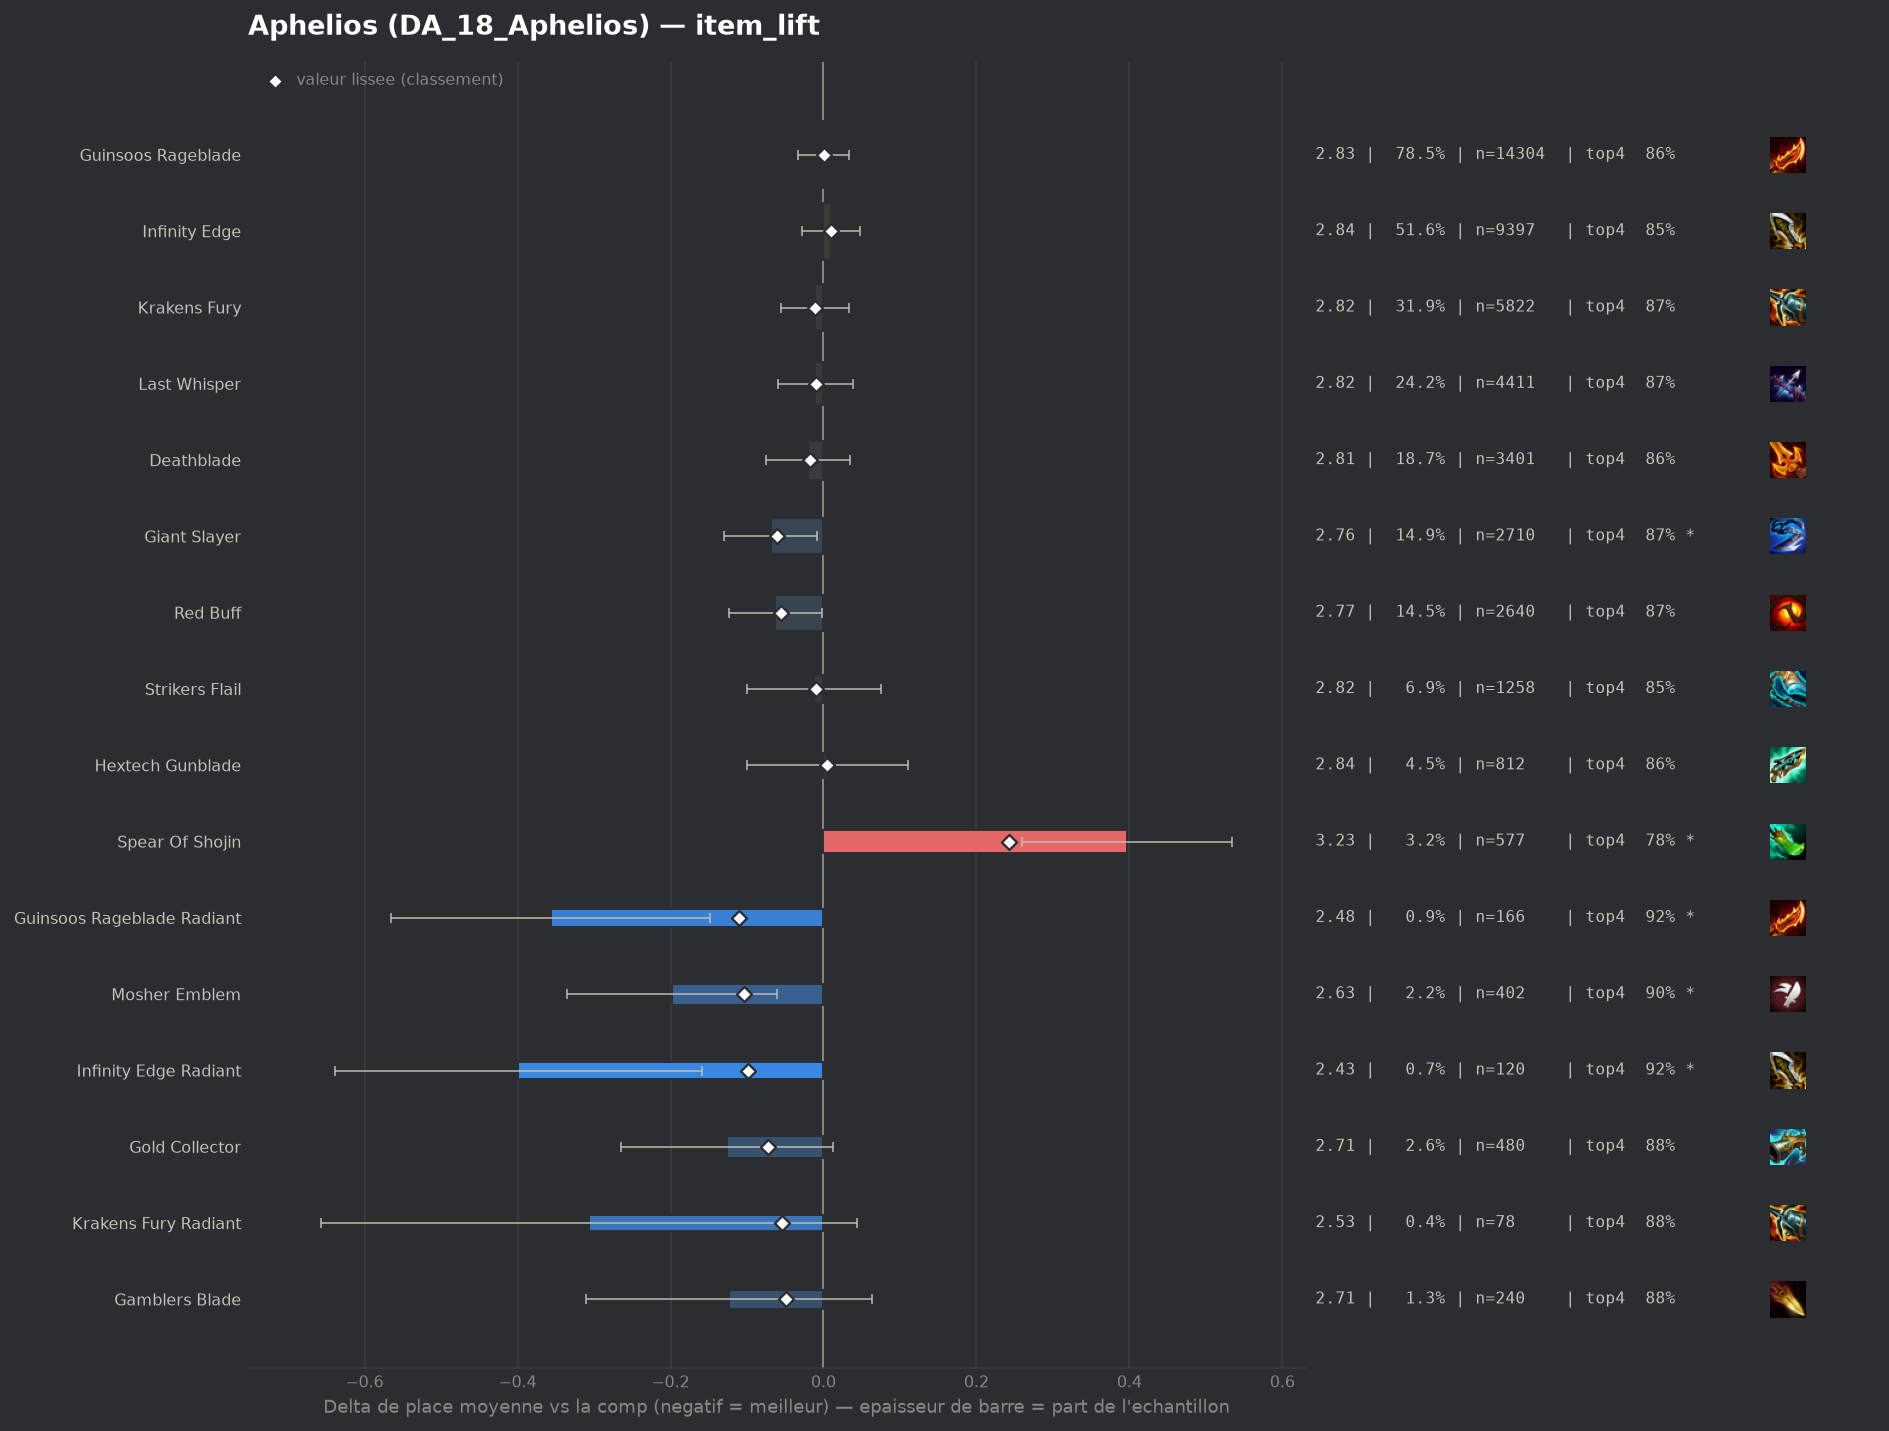 Aphelios (DA_18_Aphelios) — item_lift
valeur lissee (classement)
Guinsoos Rageblade 2.83 | 78.5% | n=14304 | top4 86%
Infinity Edge 2.84 | 51.6% | n=9397 | top4 85%
Krakens Fury 2.82 | 31.9% | n=5822 | top4 87%
Last Whisper 2.82 | 24.2% | n=4411 | top4 87%
Deathblade 2.81 | 18.7% | n=3401 | top4 86%
Giant Slayer 2.76 | 14.9% | n=2710 | top4 87% *
Red Buff 2.77 | 14.5% | n=2640 | top4 87%
Strikers Flail 2.82 | 6.9% | n=1258 | top4 85%
Hextech Gunblade 2.84 | 4.5% | n=812 | top4 86%
Spear Of Shojin 3.23 | 3.2% | n=577 | top4 78% *
Guinsoos Rageblade Radiant 2.48 | 0.9% | n=166 | top4 92% *
Mosher Emblem 2.63 | 2.2% | n=402 | top4 90% *
Infinity Edge Radiant 2.43 | 0.7% | n=120 | top4 92% *
Gold Collector 2.71 | 2.6% | n=480 | top4 88%
Krakens Fury Radiant 2.53 | 0.4% | n=78 | top4 88%
Gamblers Blade 2.71 | 1.3% | n=240 | top4 88%
−0.6 −0.4 −0.2 0.0 0.2 0.4 0.6
Delta de place moyenne vs la comp (negatif = meilleur) — epaisseur de barre = part de l'echantillon